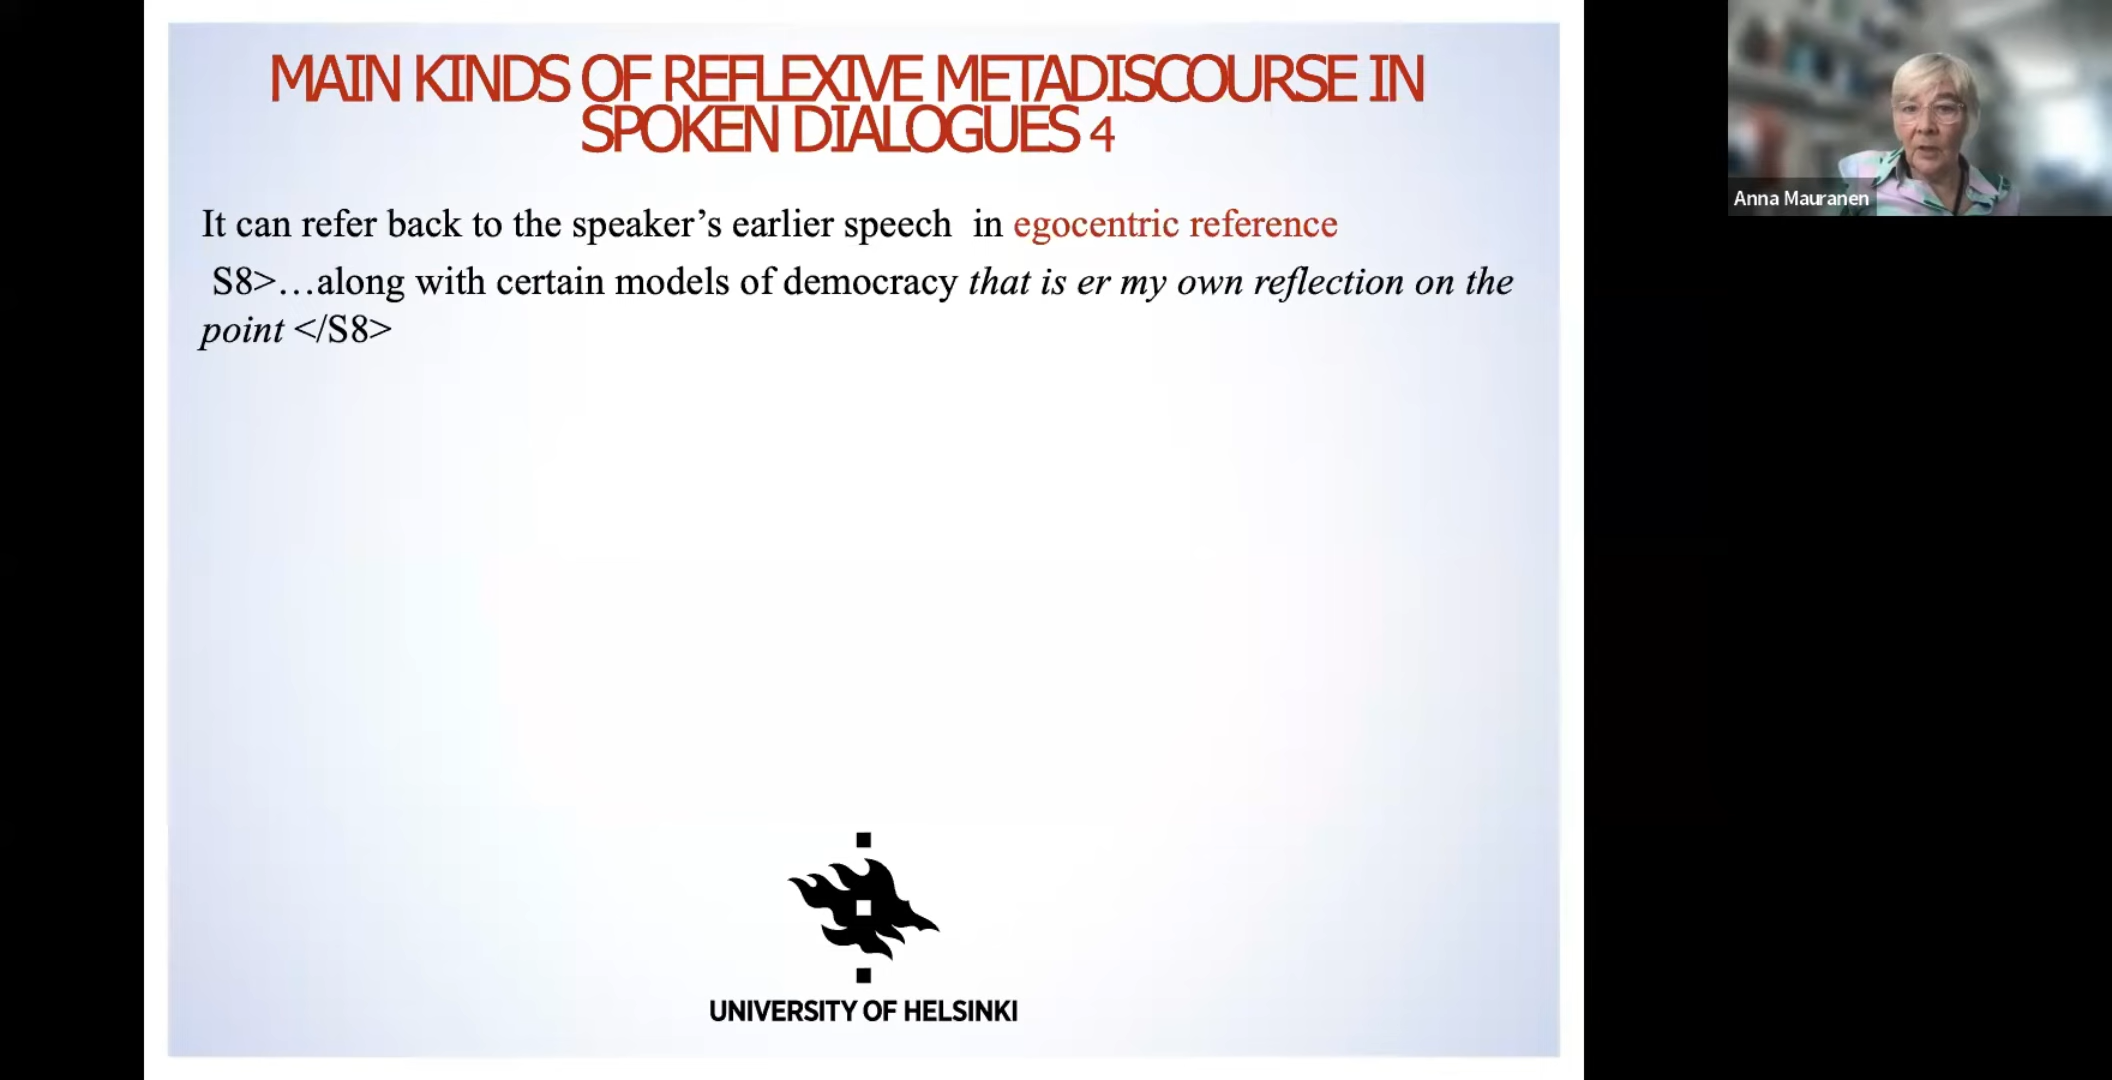 MAIN KINDS OF REFLEXIVE METADISCOURSE IN
SPOKEN DIALOGUES 4
It can refer back to the speaker’s earlier speech  in egocentric reference
S8>…along with certain models of democracy that is er my own reflection on the
point </S8>
UNIVERSITY OF HELSINKI
Anna Mauranen